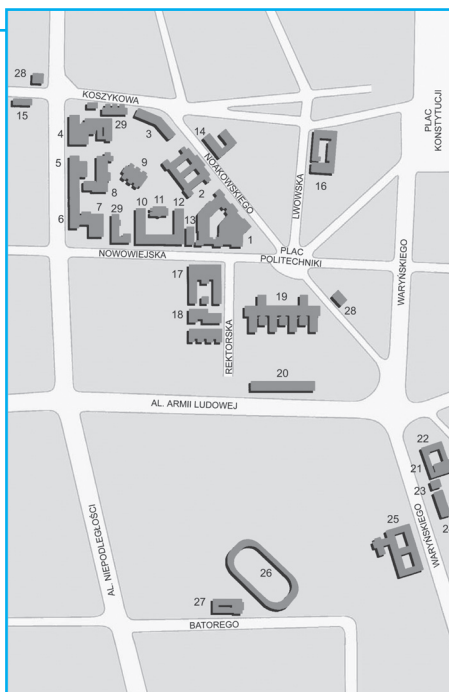 28
15
KOSZYKOWA
29
4
3
14
PLAC
KONSTYTUCJI
5
9
8
NOAKOWSKIEGO
16
2
LWOWSKA
6
7
29
10
11
12
13
1
NOWOWIEJSKA
PLAC
POLITECHNIKI
WARYŃSKIEGO
17
18
REKTORSKA
19
28
20
AL. ARMII LUDOWEJ
22
21
23
WARYŃSKIEGO
25
AL. NIEPODLEGŁOŚCI
26
27
BATOREGO